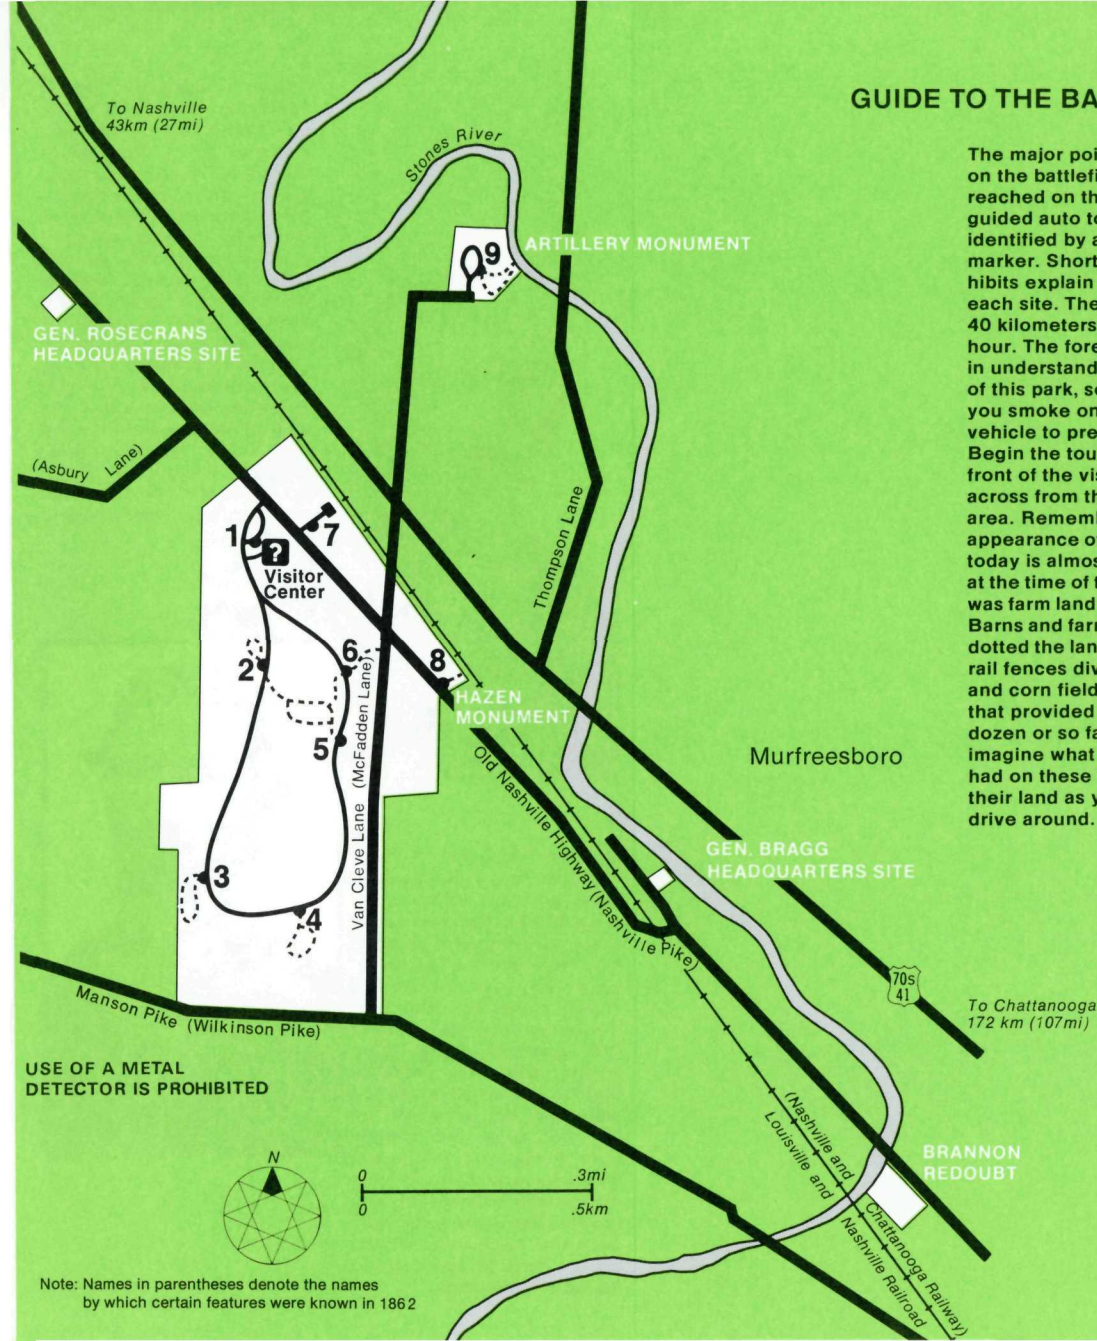 To Nashville
43km (27mi)
Stones River
GUIDE TO THE BA
The major poi
on the battlefi
reached on th
guided auto to
identified by a
marker. Short
hibits explain
each site. The
40 kilometers
hour. The fore
in understand
of this park, so
you smoke on
vehicle to pre
Begin the tou
front of the vis
across from th
area. Rememb
appearance o
today is almos
at the time of t
was farm land
Barns and farm
dotted the lan
rail fences div
and corn field
that provided
dozen or so fa
imagine what
had on these
their land as y
drive around.
9
ARTILLERY MONUMENT
GEN. ROSECRANS
HEADQUARTERS SITE
(Asbury Lane)
1
7
?
Visitor
Center
Thompson Lane
2
6
8
HAZEN
MONUMENT
5
Van Cleve Lane (McFadden Lane)
Old Nashville Highway (Nashville Pike)
Murfreesboro
3
4
GEN. BRAGG
HEADQUARTERS SITE
70s
41
To Chattanooga
172 km (107mi)
Manson Pike (Wilkinson Pike)
USE OF A METAL
DETECTOR IS PROHIBITED
(Nashville and Chattanooga Railway)
Louisville and Nashville Railroad
BRANNON
REDOUBT
N
0 .3mi
0 .5km
Note: Names in parentheses denote the names
by which certain features were known in 1862